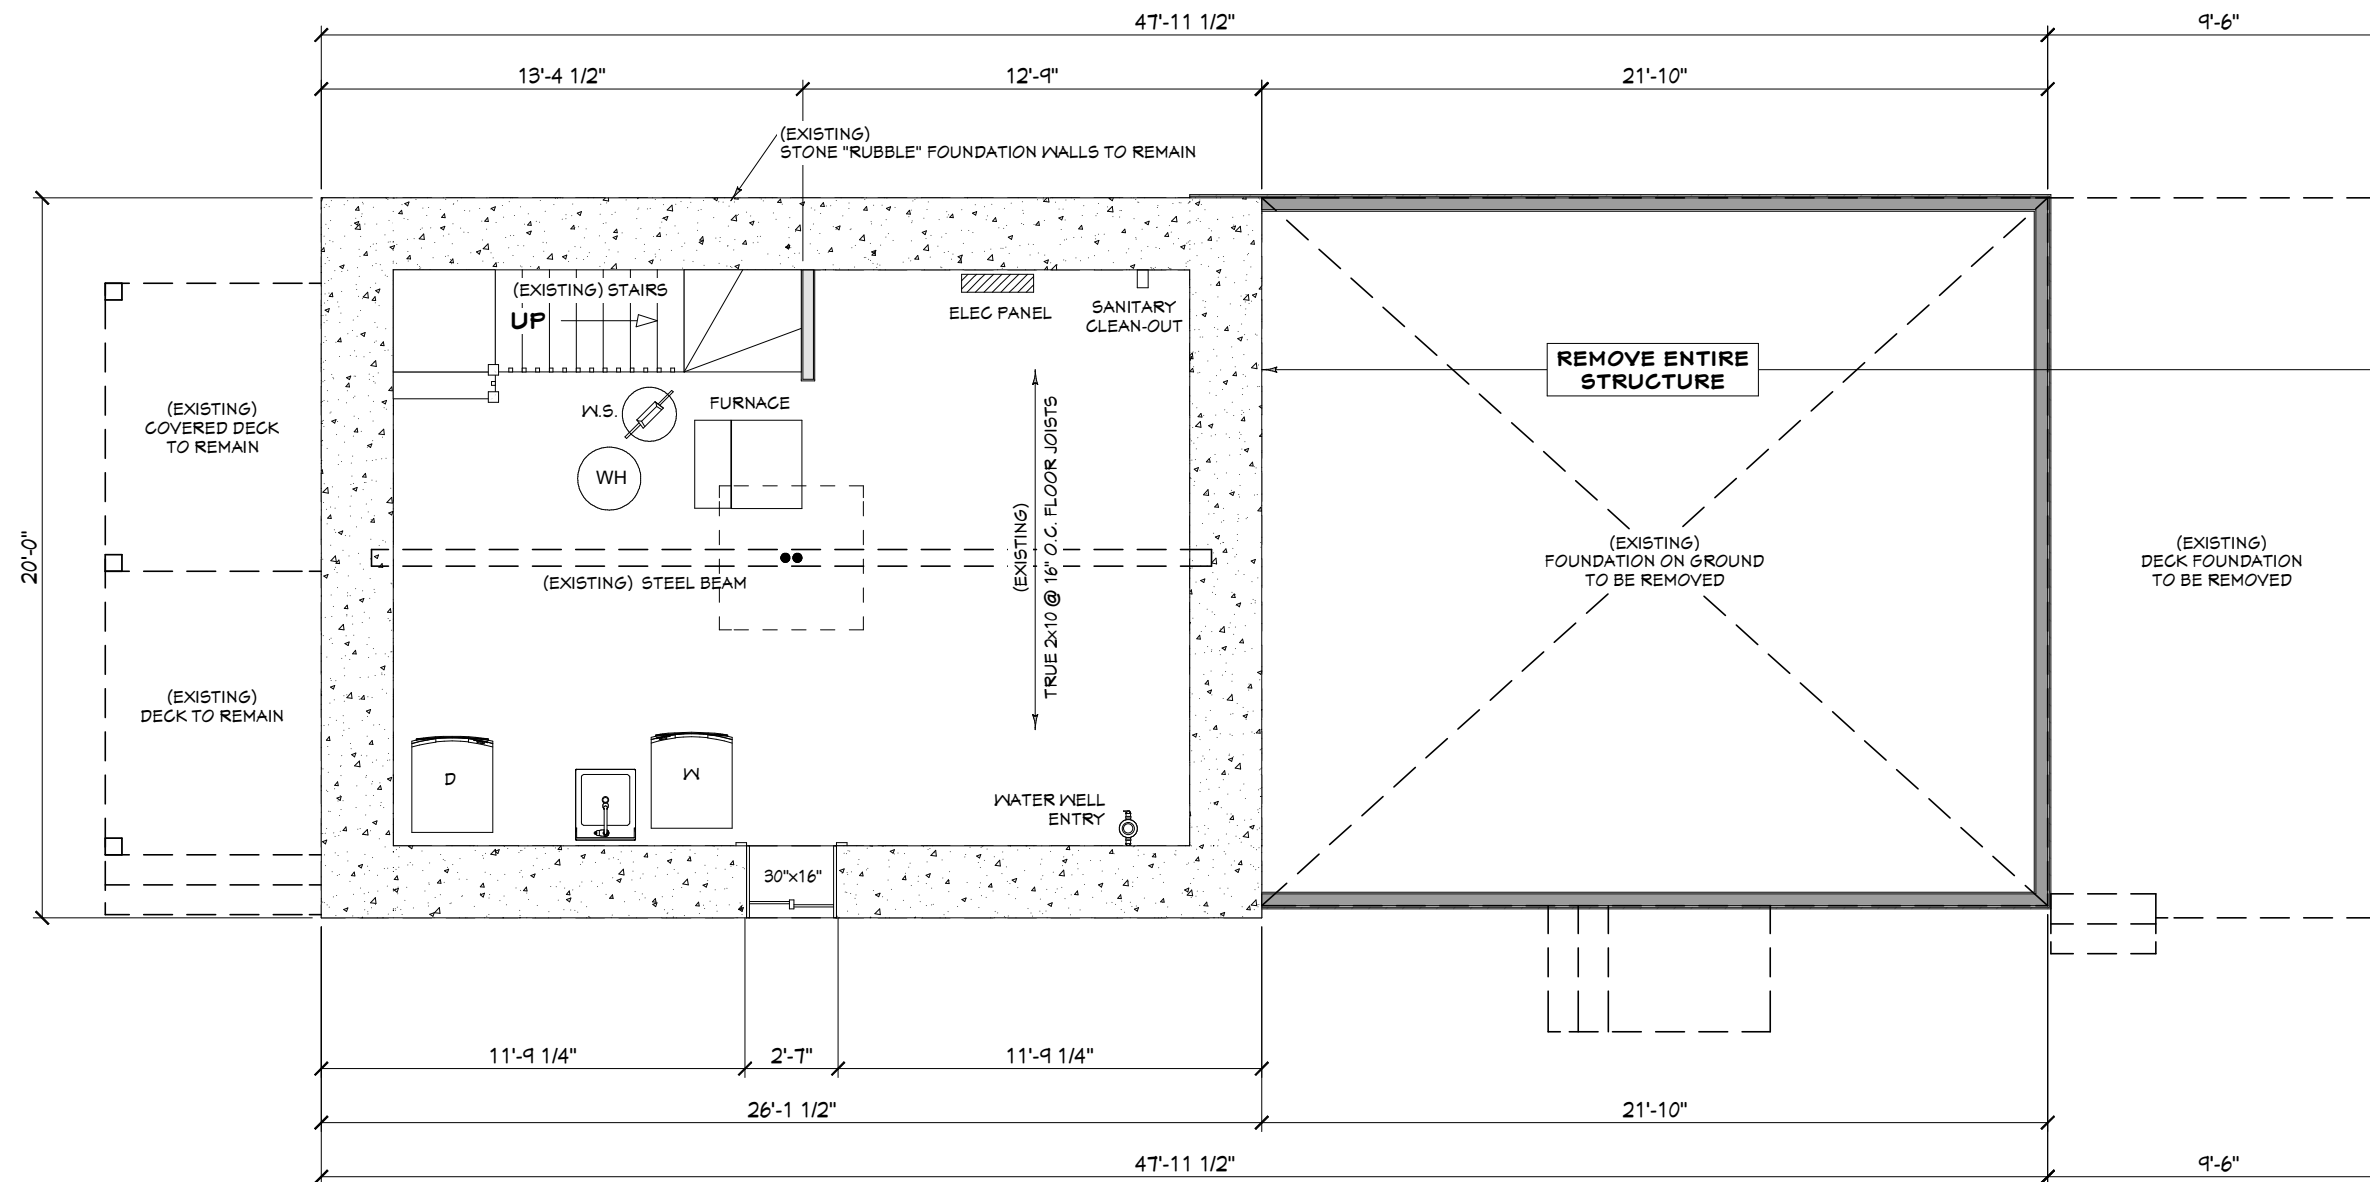 47'-11 1/2"
9'-6"
13'-4 1/2"
12'-9"
21'-10"
(EXISTING)
STONE "RUBBLE" FOUNDATION WALLS TO REMAIN
(EXISTING) STAIRS
UP
ELEC PANEL
SANITARY
CLEAN-OUT
REMOVE ENTIRE
STRUCTURE
W.S.
FURNACE
WH
(EXISTING)
COVERED DECK
TO REMAIN
20'-0"
(EXISTING)
TRUE 2x10 @ 16" O.C. FLOOR JOISTS
(EXISTING) STEEL BEAM
(EXISTING)
FOUNDATION ON GROUND
TO BE REMOVED
(EXISTING)
DECK FOUNDATION
TO BE REMOVED
(EXISTING)
DECK TO REMAIN
D
W
WATER WELL
ENTRY
30"x16"
11'-9 1/4"
2'-7"
11'-9 1/4"
26'-1 1/2"
21'-10"
47'-11 1/2"
9'-6"